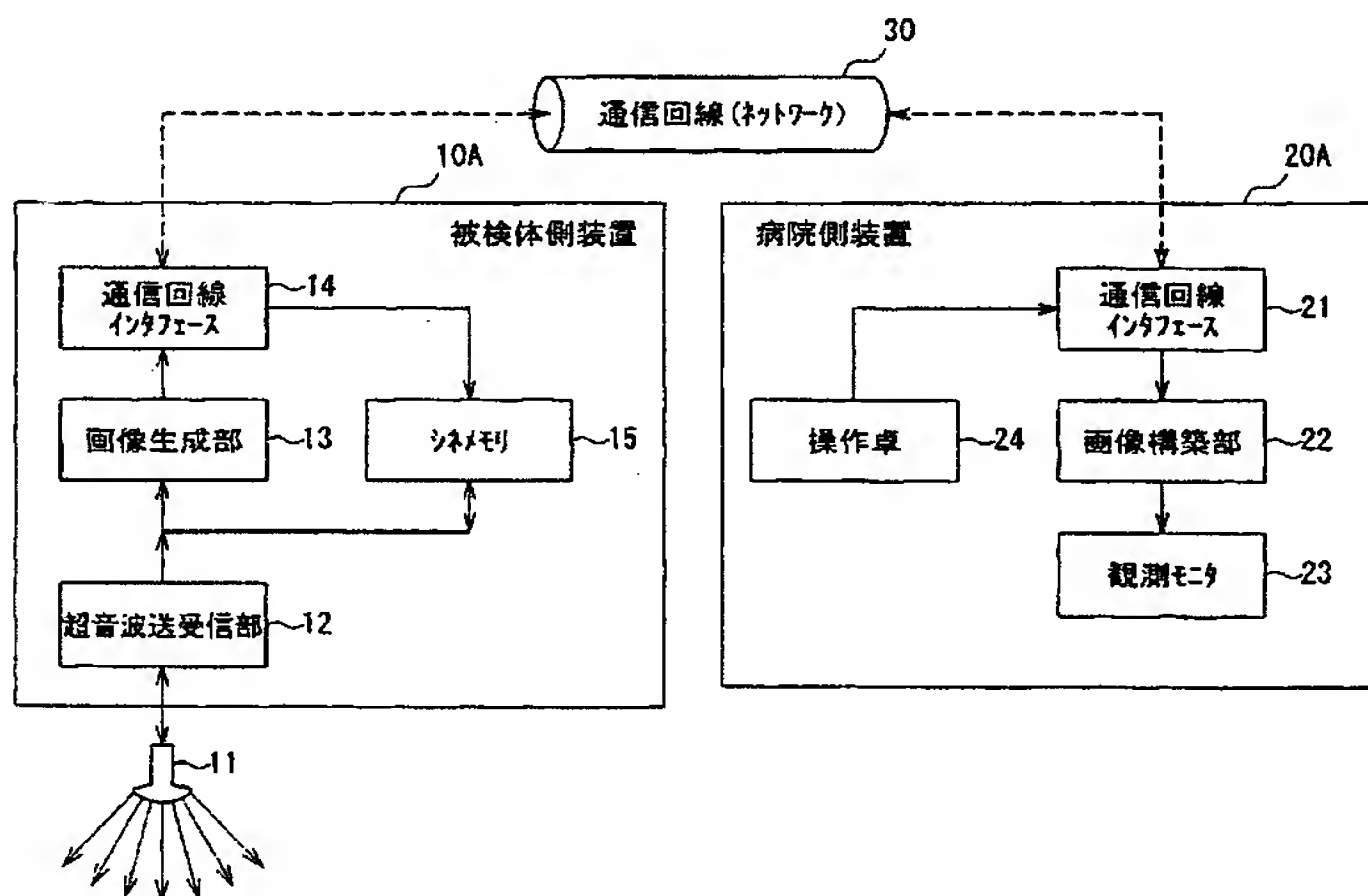 30
通信回線(ネットワーク)
10A
20A
被検体側装置
病院側装置
通信回線
インタフェース
14
通信回線
インタフェース
21
画像生成部
13
シネメモリ
15
操作卓
24
画像構築部
22
超音波送受信部
12
観測モニタ
23
11